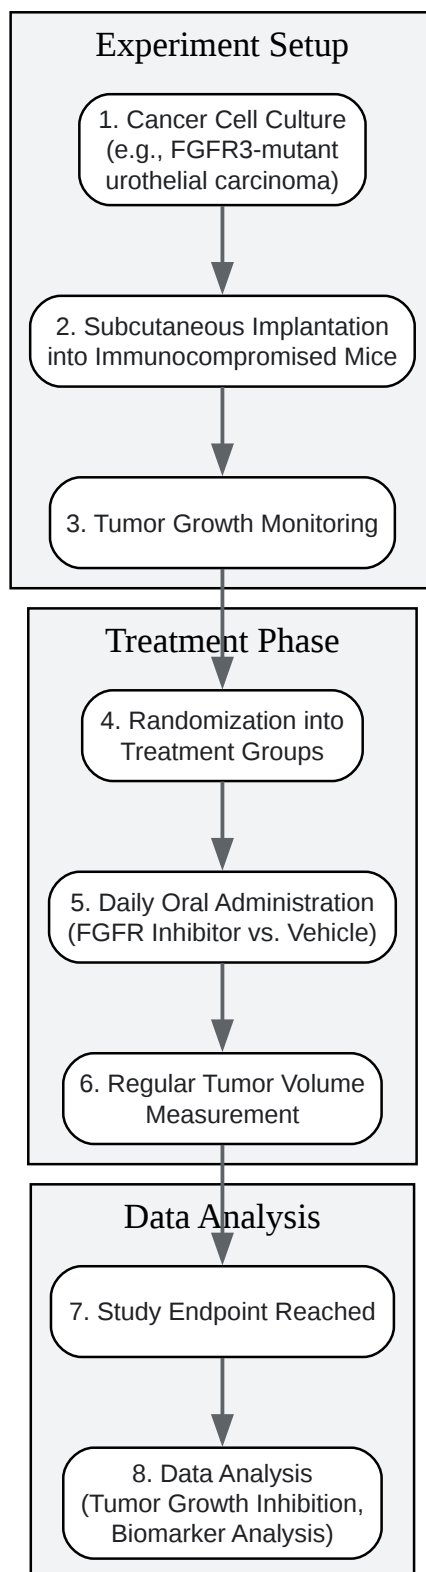 Experiment Setup
1. Cancer Cell Culture
(e.g., FGFR3-mutant
urothelial carcinoma)
2. Subcutaneous Implantation
into Immunocompromised Mice
3. Tumor Growth Monitoring
Treatment Phase
4. Randomization into
Treatment Groups
5. Daily Oral Administration
(FGFR Inhibitor vs. Vehicle)
6. Regular Tumor Volume
Measurement
Data Analysis
7. Study Endpoint Reached
8. Data Analysis
(Tumor Growth Inhibition,
Biomarker Analysis)